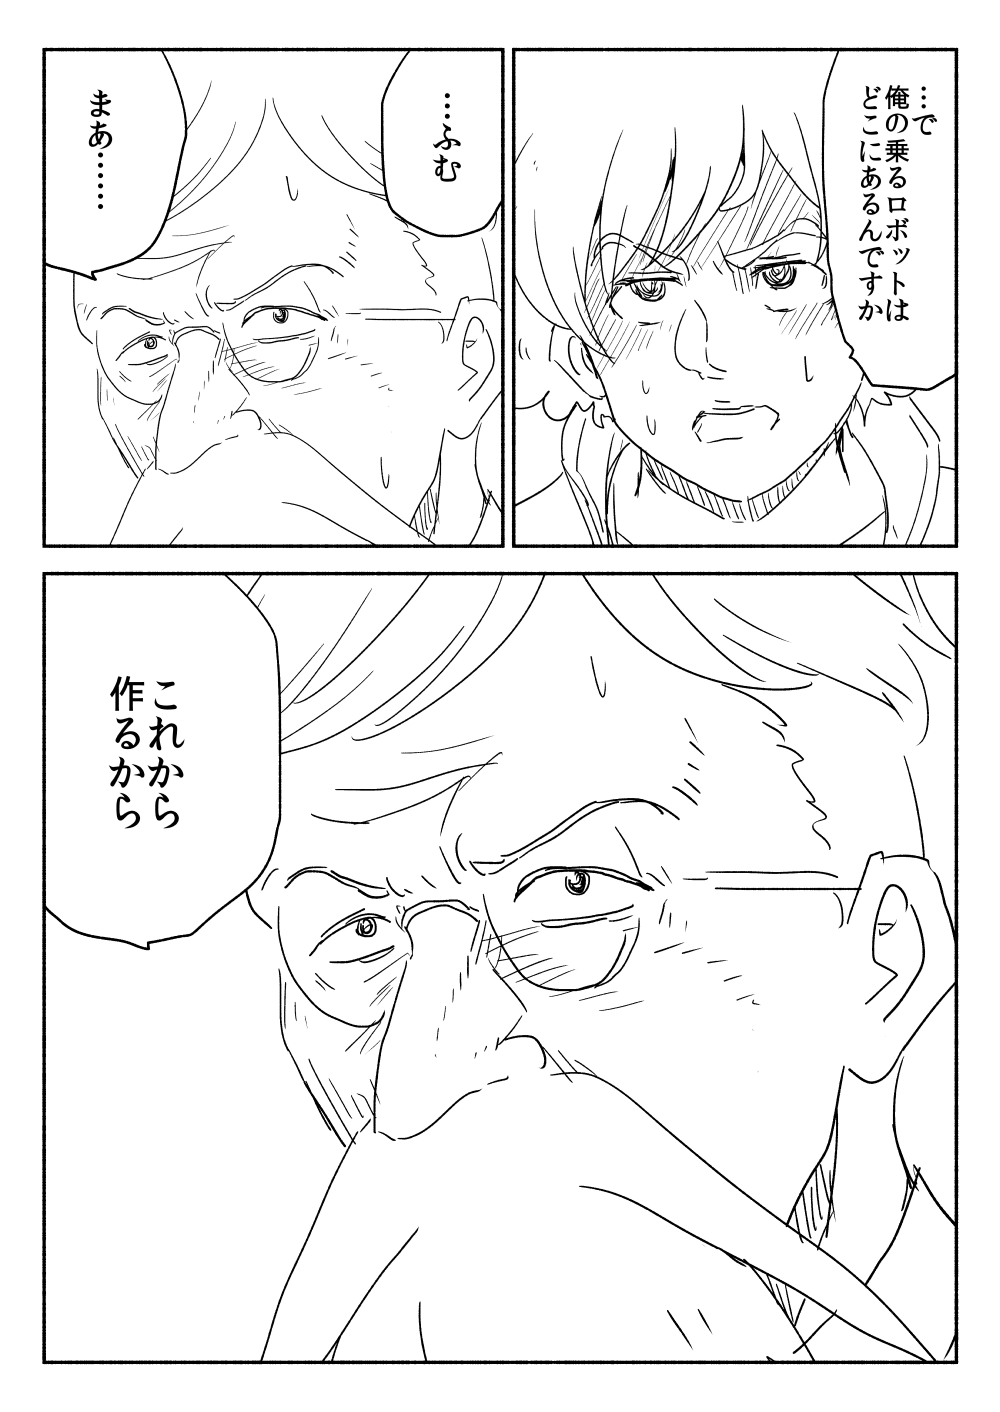 …で
俺の乗るロボットは
どこにあるんですか
…ふむ
まあ……
これから
作るから